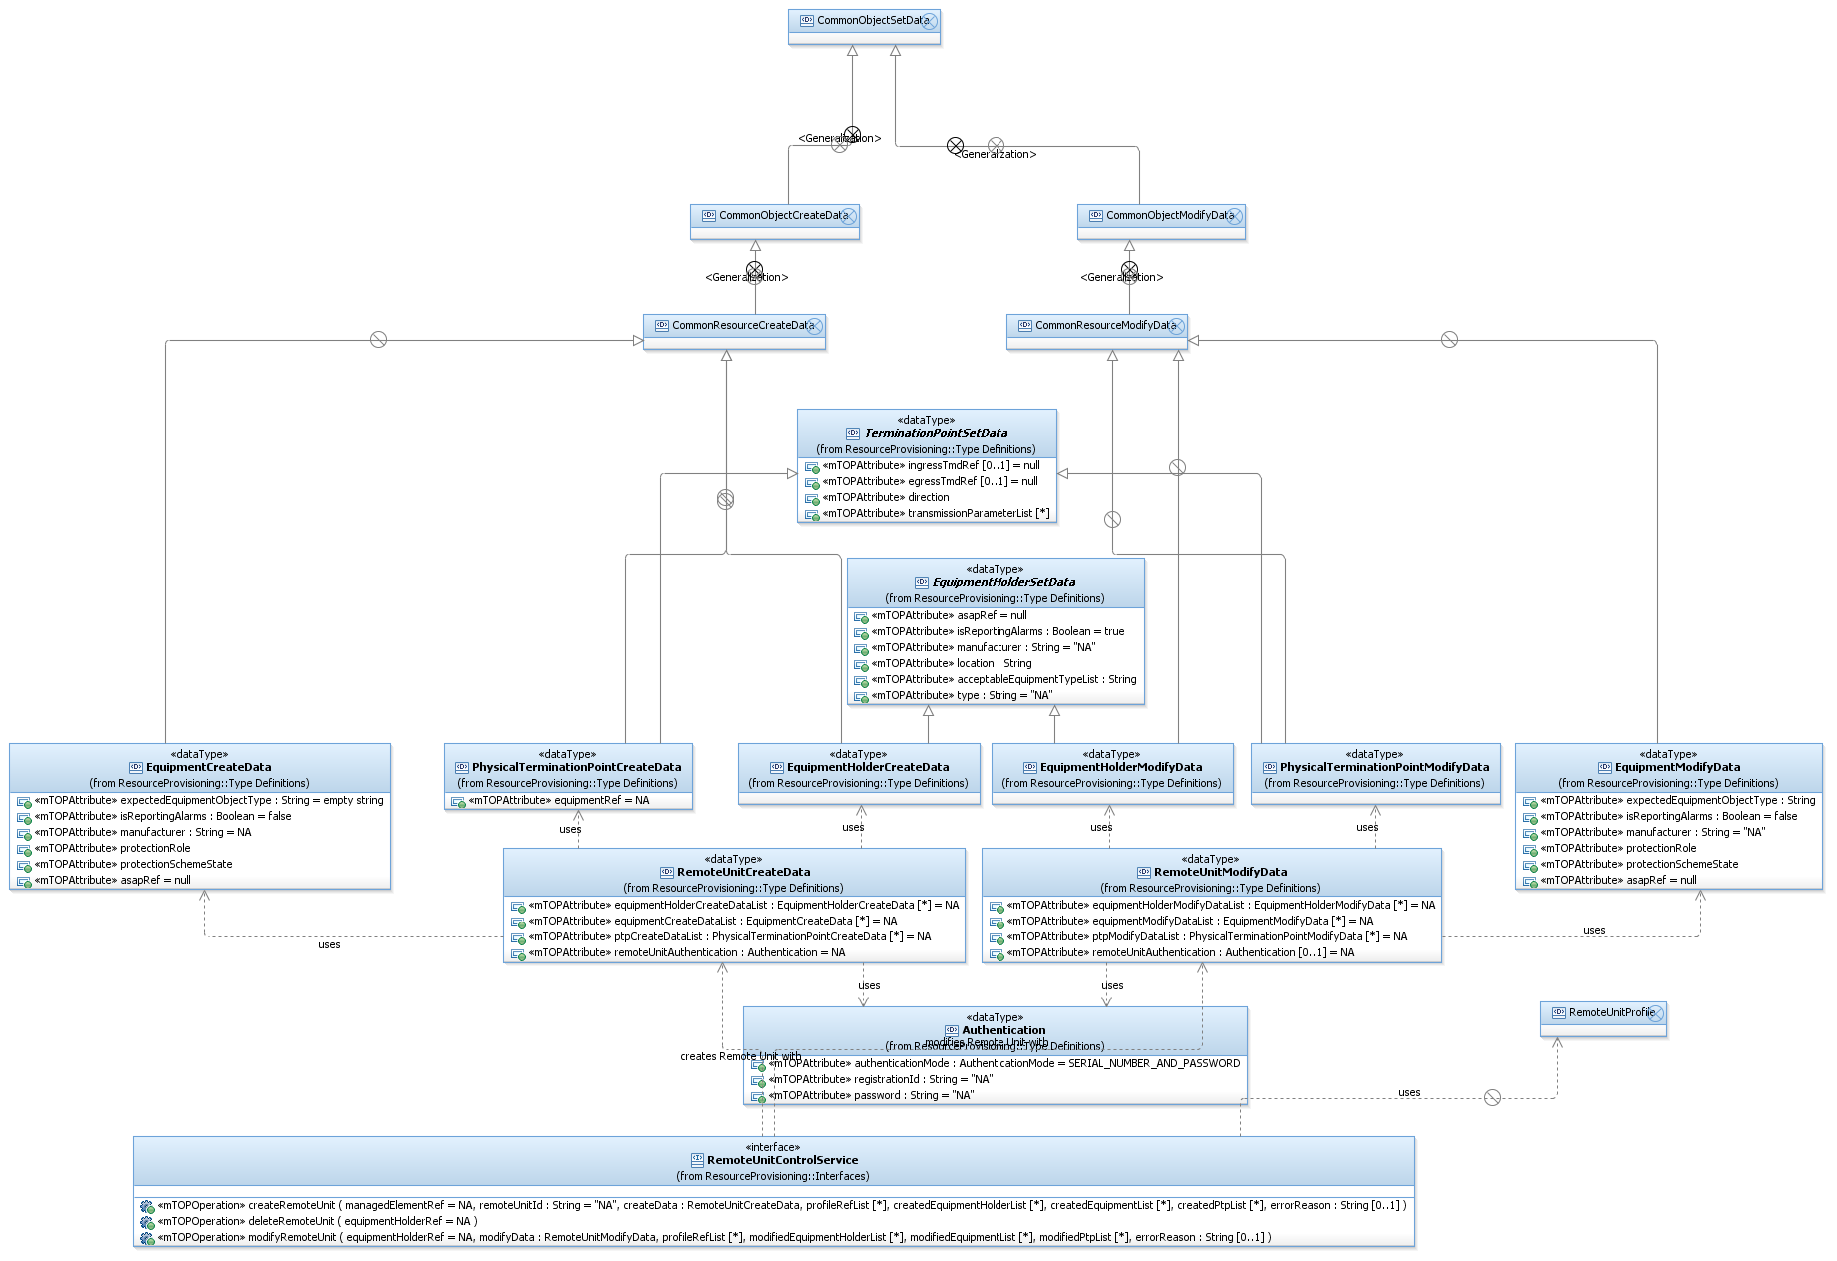 CommonObjectSetData
<Generalization>
<Generalzation>
CommonObjectCreateData
CommonObjectModifyData
<Generalization>
<Generalization>
CommonResourceCreateData
CommonResourceModifyData
«dataType»
TerminationPointSetData
(from ResourceProvisioning::Type Definitions)
«mTOPAttribute» ingressTmdRef [0..1] = null
«mTOPAttribute» egressTmdRef [0..1] = null
«mTOPAttribute» direction
«mTOPAttribute» transmissionParameterList [*]
«dataType»
EquipmentHolderSetData
(from ResourceProvisioning::Type Definitions)
«mTOPAttribute» asapRef = null
«mTOPAttribute» isReportingAlarms : Boolean = true
«mTOPAttribute» manufacturer : String = "NA"
«mTOPAttribute» location : String
«mTOPAttribute» acceptableEquipmentTypeList : String
«mTOPAttribute» type : String = "NA"
«dataType»
EquipmentCreateData
(from ResourceProvisioning::Type Definitions)
«mTOPAttribute» expectedEquipmentObjectType : String = empty string
«mTOPAttribute» isReportingAlarms : Boolean = false
«mTOPAttribute» manufacturer : String = NA
«mTOPAttribute» protectionRole
«mTOPAttribute» protectionSchemeState
«mTOPAttribute» asapRef = null
«dataType»
PhysicalTerminationPointCreateData
(from ResourceProvisioning::Type Definitions)
«mTOPAttribute» equipmentRef = NA
«dataType»
EquipmentHolderCreateData
(from ResourceProvisioning::Type Definitions)
«dataType»
EquipmentHolderModifyData
(from ResourceProvisioning::Type Definitions)
«dataType»
PhysicalTerminationPointModifyData
(from ResourceProvisioning::Type Definitions)
«dataType»
EquipmentModifyData
(from ResourceProvisioning::Type Definitions)
«mTOPAttribute» expectedEquipmentObjectType : String
«mTOPAttribute» isReportingAlarms : Boolean = false
«mTOPAttribute» manufacturer : String = "NA"
«mTOPAttribute» protectionRole
«mTOPAttribute» protectionSchemeState
«mTOPAttribute» asapRef = null
uses
uses
uses
uses
«dataType»
RemoteUnitCreateData
(from ResourceProvisioning::Type Definitions)
«mTOPAttribute» equipmentHolderCreateDataList : EquipmentHolderCreateData [*] = NA
«mTOPAttribute» equipmentCreateDataList : EquipmentCreateData [*] = NA
«mTOPAttribute» ptpCreateDataList : PhysicalTerminationPointCreateData [*] = NA
«mTOPAttribute» remoteUnitAuthentication : Authentication = NA
«dataType»
RemoteUnitModifyData
(from ResourceProvisioning::Type Definitions)
«mTOPAttribute» equipmentHolderModifyDataList : EquipmentHolderModifyData [*] = NA
«mTOPAttribute» equipmentModifyDataList : EquipmentModifyData [*] = NA
«mTOPAttribute» ptpModifyDataList : PhysicalTerminationPointModifyData [*] = NA
«mTOPAttribute» remoteUnitAuthentication : Authentication [0..1] = NA
uses
uses
uses
uses
«dataType»
Authentication
(from ResourceProvisioning::Type Definitions)
modifies Remote Unit with
creates Remote Unit with
«mTOPAttribute» authenticationMode : AuthenticationMode = SERIAL_NUMBER_AND_PASSWORD
«mTOPAttribute» registrationId : String = "NA"
«mTOPAttribute» password : String = "NA"
RemoteUnitProfile
uses
«interface»
RemoteUnitControlService
(from ResourceProvisioning::Interfaces)
«mTOPOperation» createRemoteUnit ( managedElementRef = NA, remoteUnitId : String = "NA", createData : RemoteUnitCreateData, profileRefList [*], createdEquipmentHolderList [*], createdEquipmentList [*], createdPtpList [*], errorReason : String [0..1] )
«mTOPOperation» deleteRemoteUnit ( equipmentHolderRef = NA )
«mTOPOperation» modifyRemoteUnit ( equipmentHolderRef = NA, modifyData : RemoteUnitModifyData, profileRefList [*], modifiedEquipmentHolderList [*], modifiedEquipmentList [*], modifiedPtpList [*], errorReason : String [0..1] )